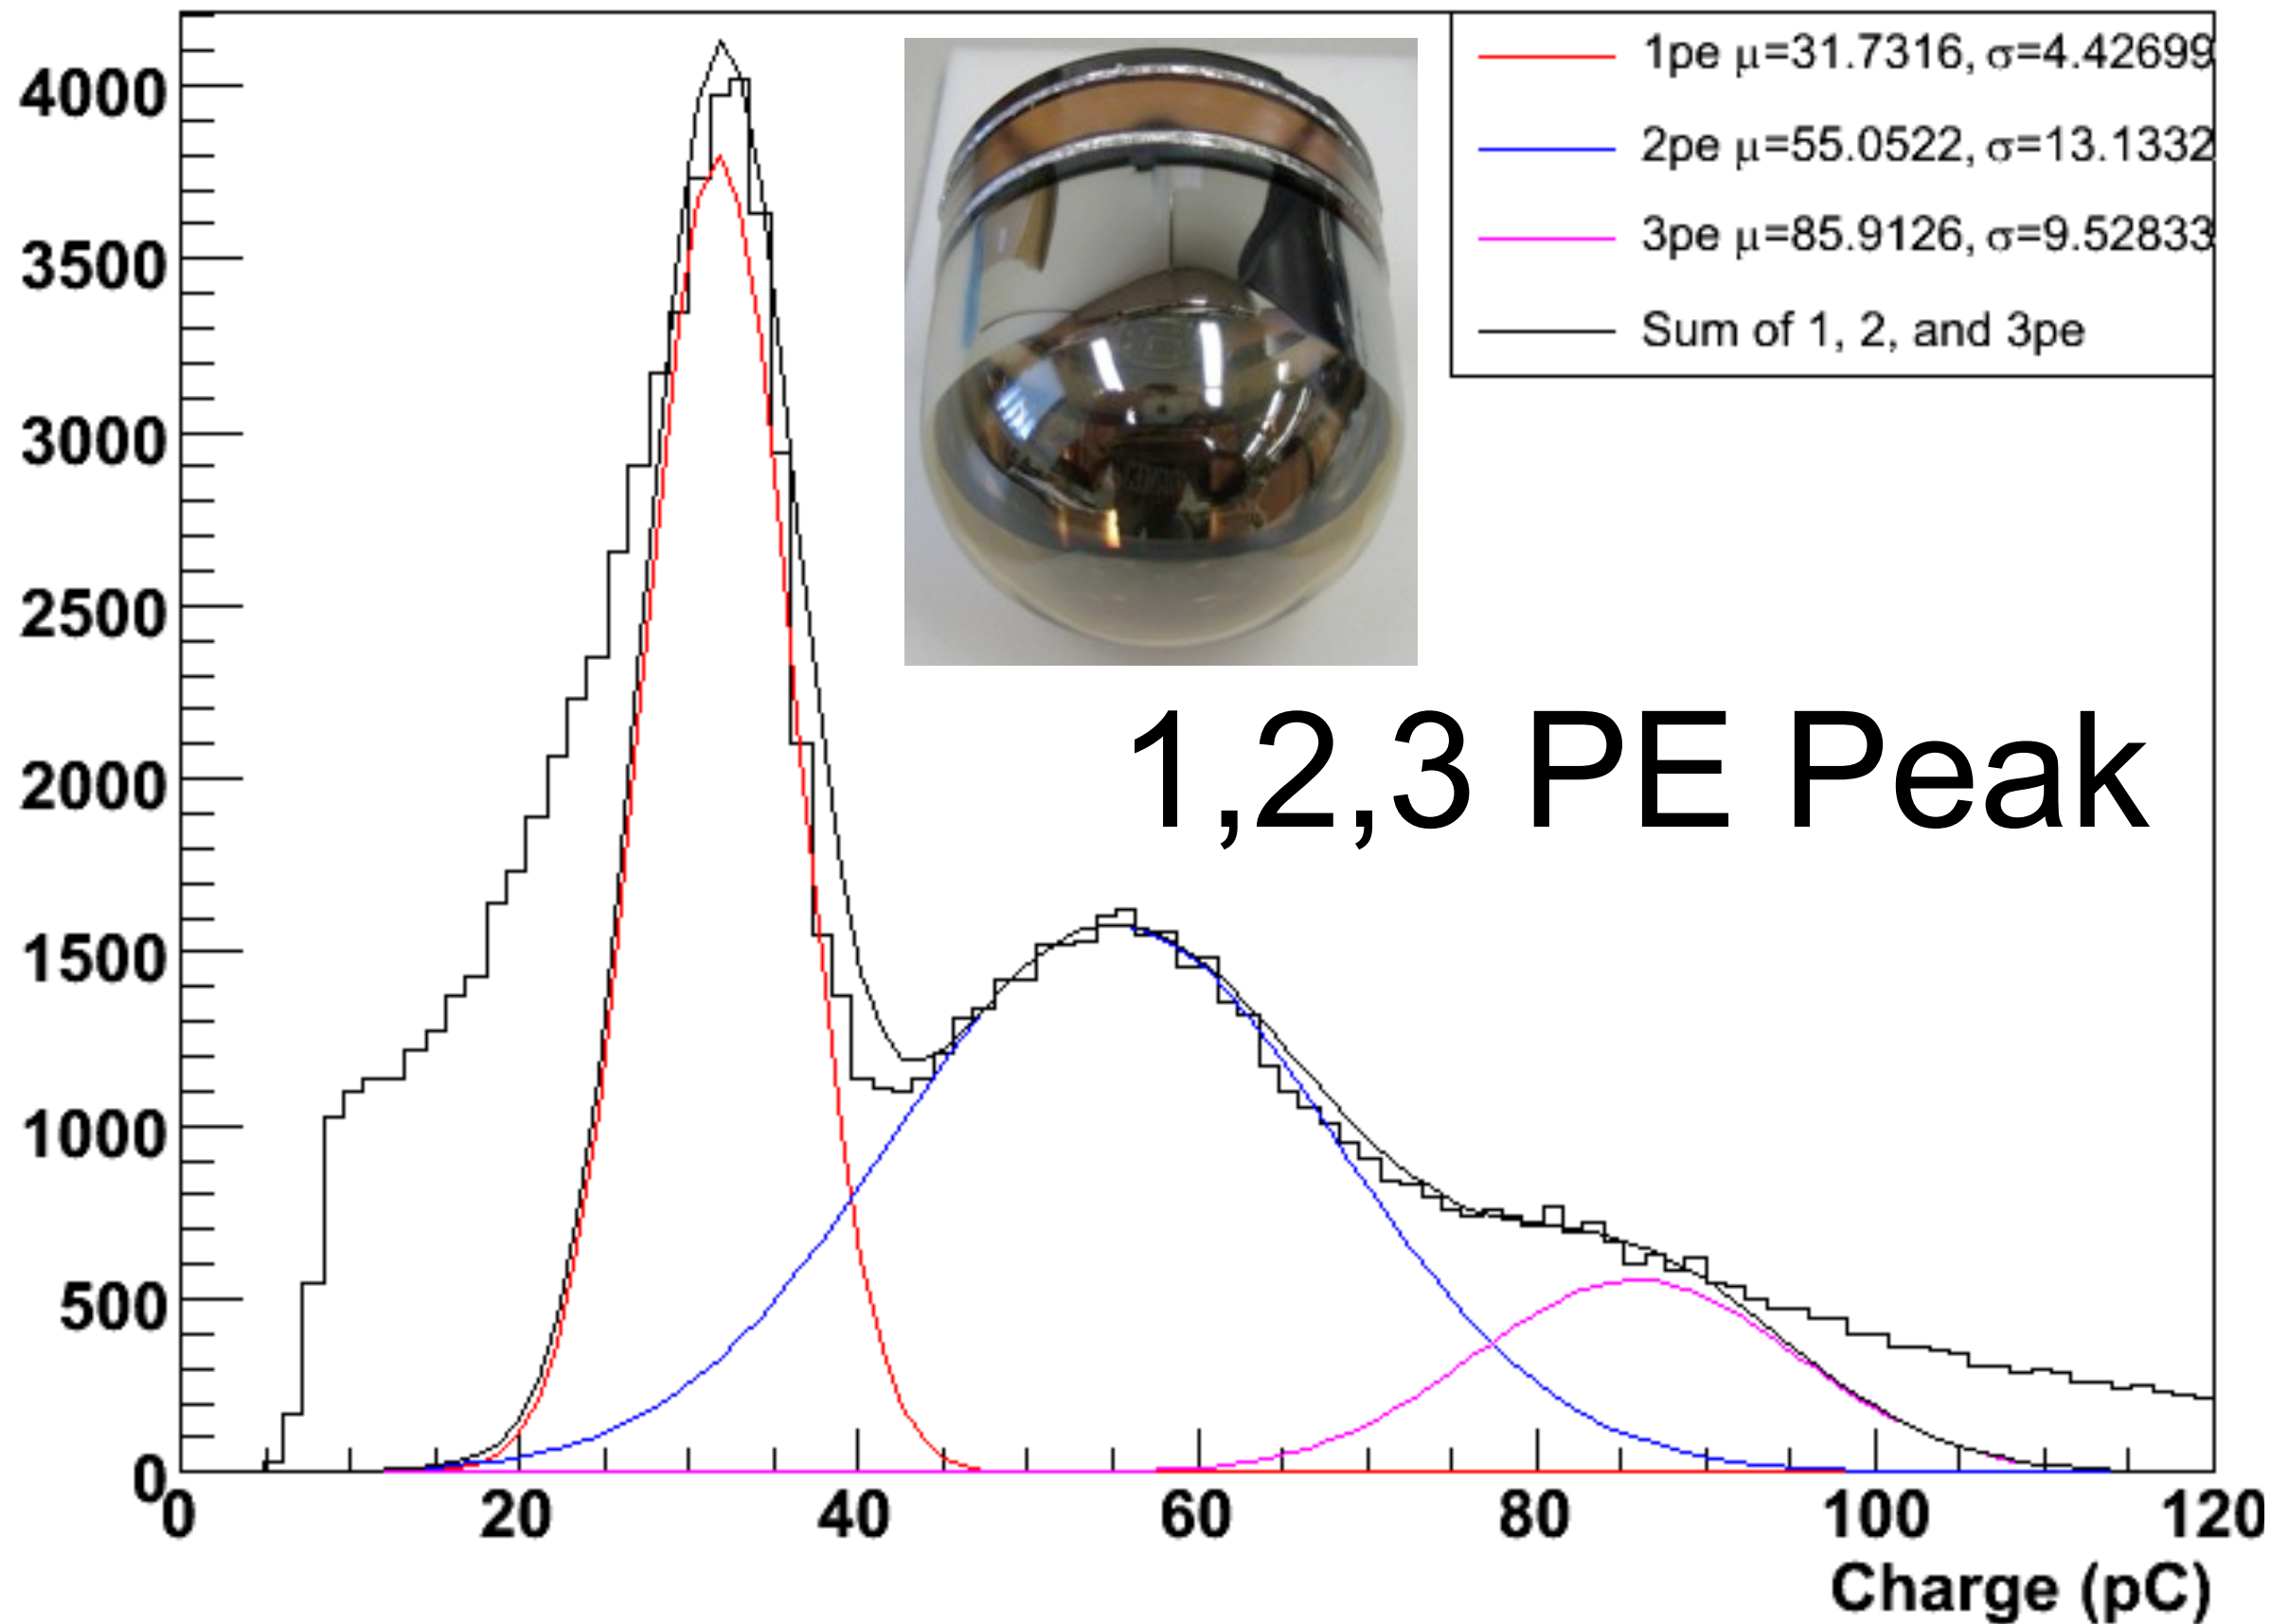 1pe μ=31.7316, σ=4.42699
2pe μ=55.0522, σ=13.1332
3pe μ=85.9126, σ=9.52833
Sum of 1, 2, and 3pe
1,2,3 PE Peak
4000
3500
3000
2500
2000
1500
1000
500
0
0 20 40 60 80 100 120
Charge (pC)